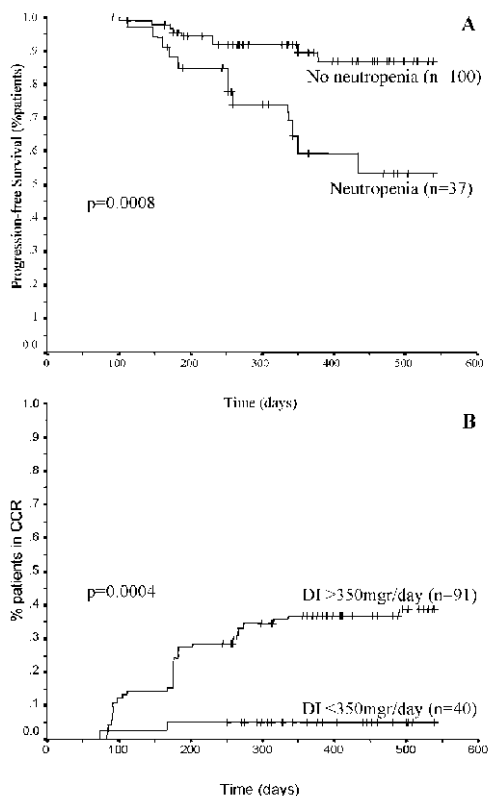 A
1.0
.9
.8
.7
.6
.5
.4
.3
.2
.1
0.0
Progression-free Survival (%patients)
No neutropenia (n=100)
Neutropenia (n=37)
p=0.0008
0 100 200 300 400 500 600
Time (days)
B
1.0
.9
.8
.7
.6
.5
.4
.3
.2
.1
0.0
% patients in CCR
p=0.0004
DI >350mgr/day (n=91)
DI <350mgr/day (n=40)
0 100 200 300 400 500 600
Time (days)